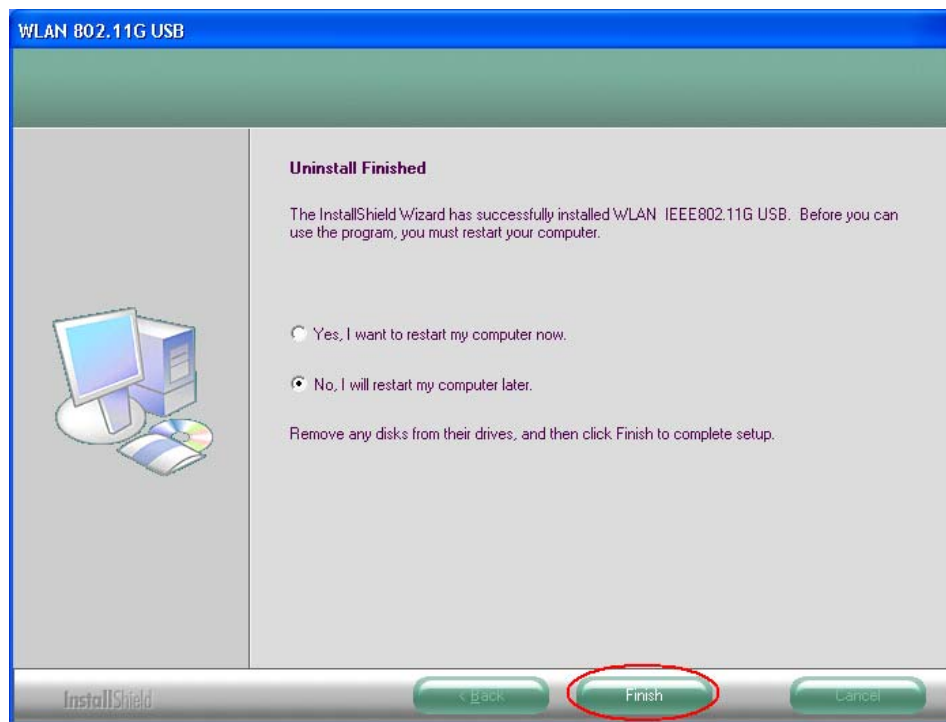 WLAN 802.11G USB
Uninstall Finished
The InstallShield Wizard has successfully installed WLAN IEEE802.11G USB. Before you can
use the program, you must restart your computer.
Yes, I want to restart my computer now.
No, I will restart my computer later.
Remove any disks from their drives, and then click Finish to complete setup.
InstallShield
< Back
Finish
Cancel